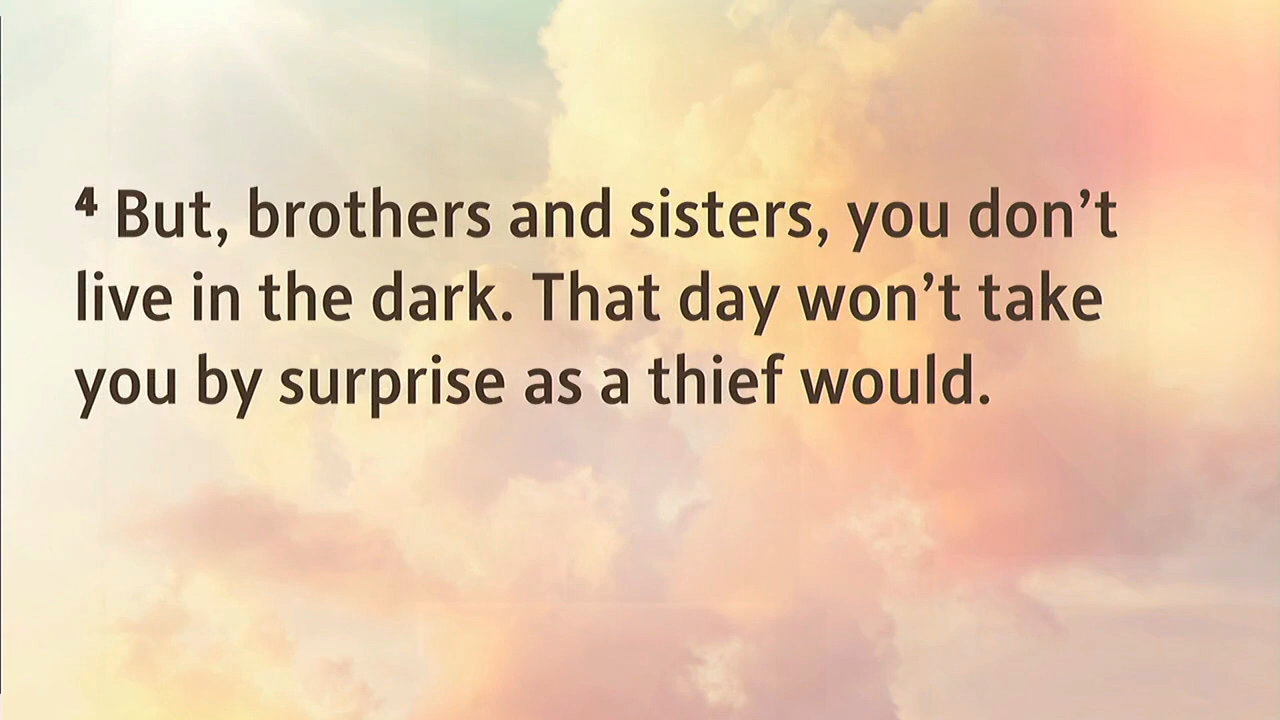 ⁴ But, brothers and sisters, you don’t
live in the dark. That day won’t take
you by surprise as a thief would.